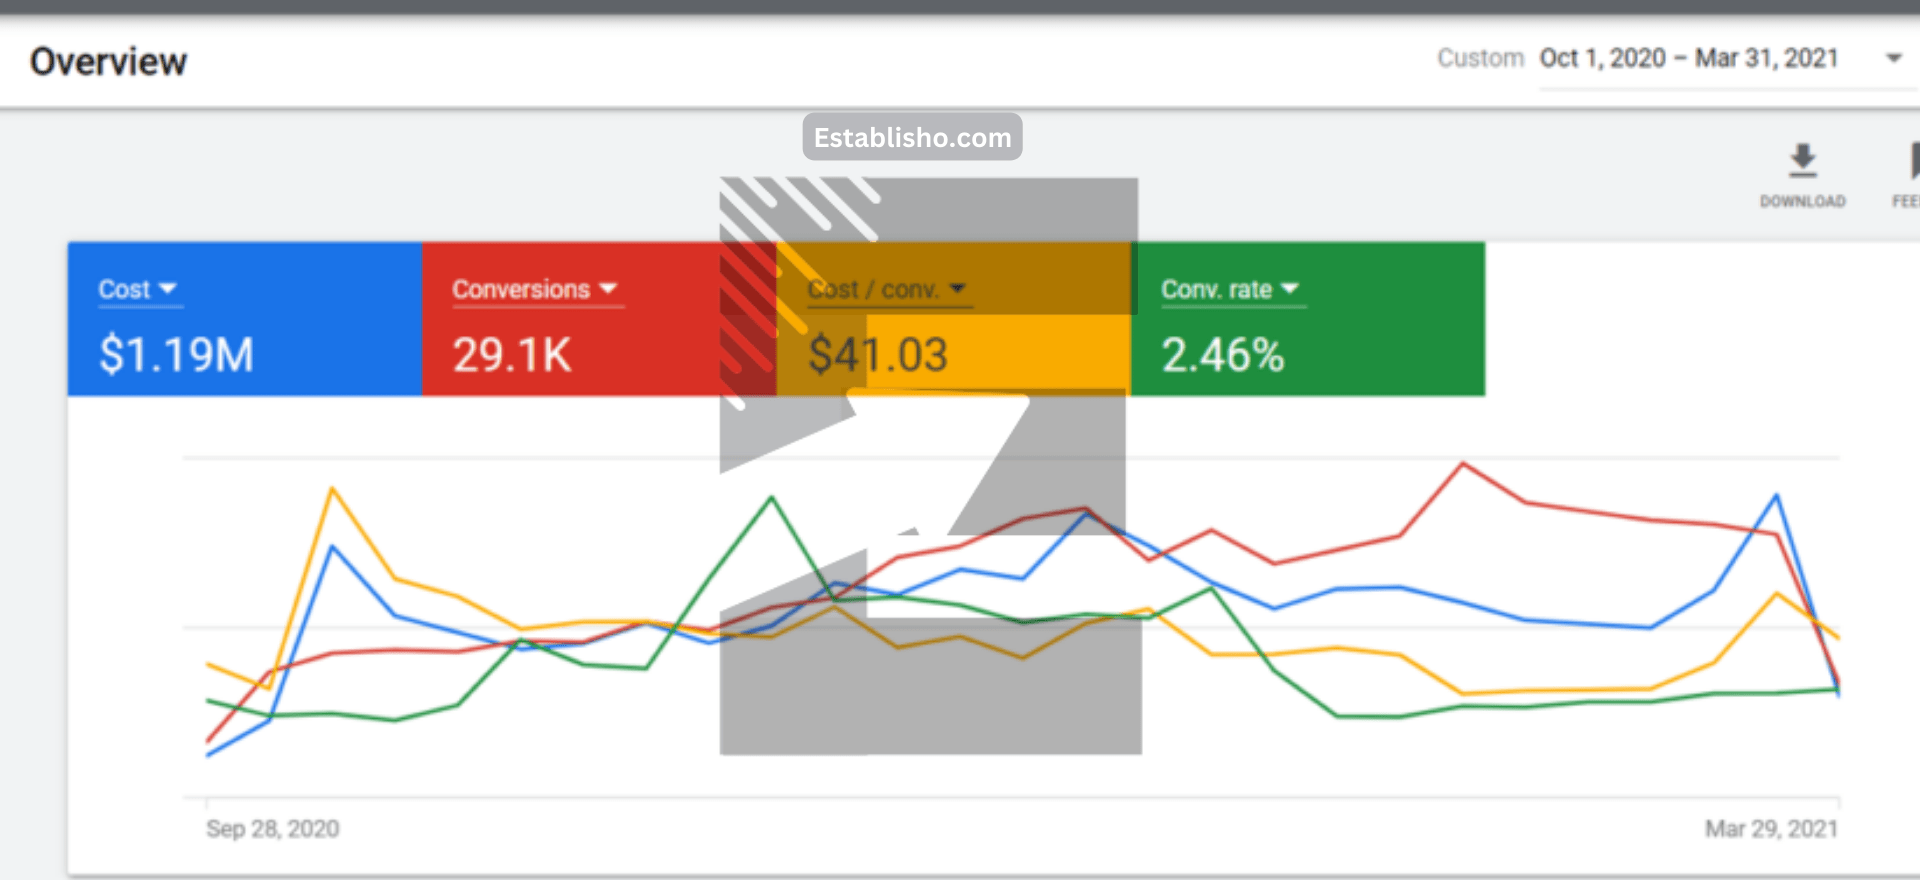 Overview
Custom Oct 1, 2020 – Mar 31, 2021
Establisho.com
DOWNLOAD
Cost Conversions Cost / conv. Conv. rate
$1.19M 29.1K $41.03 2.46%
Sep 28, 2020 Mar 29, 2021